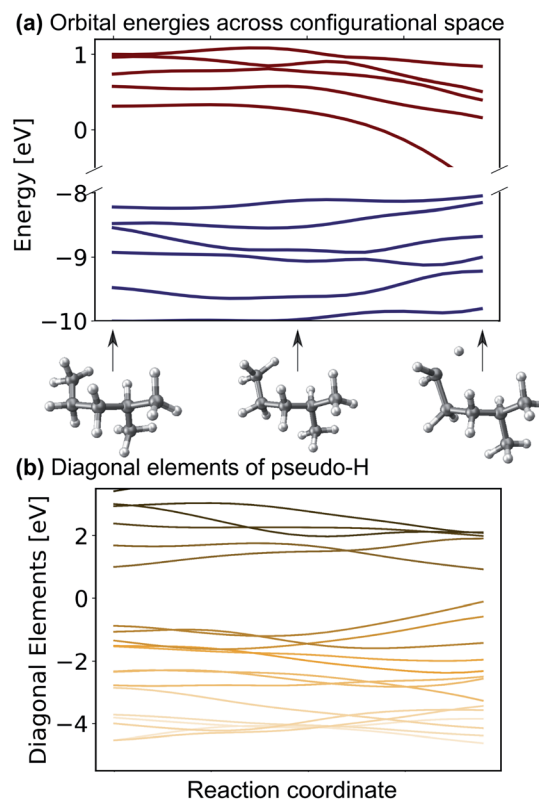 (a) Orbital energies across configurational space
Energy [eV]
1
0
−8
−9
−10
(b) Diagonal elements of pseudo-H
Diagonal Elements [eV]
2
0
−2
−4
Reaction coordinate